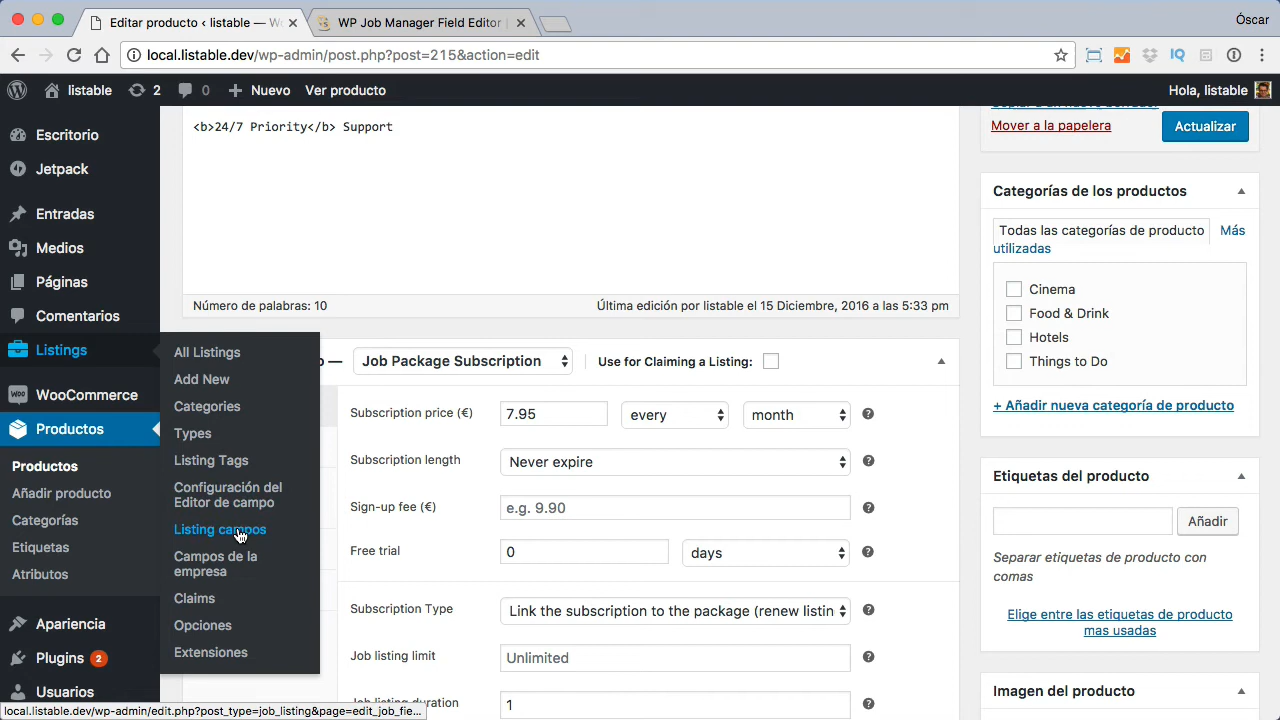 Editar producto ‹ listable — W
WP Job Manager Field Editor
Óscar
local.listable.dev/wp-admin/post.php?post=215&action=edit
listable
2
0
Nuevo
Ver producto
Hola, listable
Escritorio
Jetpack
Entradas
Medios
Páginas
Comentarios
Listings
WooCommerce
Productos
Productos
Añadir producto
Categorías
Etiquetas
Atributos
Apariencia
Plugins 2
Usuarios
All Listings
Add New
Categories
Types
Listing Tags
Configuración del
Editor de campo
Listing campos
Campos de la
empresa
Claims
Opciones
Extensiones
<b>24/7 Priority</b> Support
Número de palabras: 10
Última edición por listable el 15 Diciembre, 2016 a las 5:33 pm
o —
Job Package Subscription
Use for Claiming a Listing:
Subscription price (€)
7.95
every
month
Subscription length
Never expire
Sign-up fee (€)
e.g. 9.90
Free trial
0
days
Subscription Type
Link the subscription to the package (renew listin
Job listing limit
Unlimited
duration
1
Mover a la papelera
Actualizar
Categorías de los productos
Todas las categorías de producto
Más
utilizadas
Cinema
Food & Drink
Hotels
Things to Do
+ Añadir nueva categoría de producto
Etiquetas del producto
Añadir
Separar etiquetas de producto con
comas
Elige entre las etiquetas de producto
mas usadas
Imagen del producto
local.listable.dev/wp-admin/edit.php?post_type=job_listing&page=edit_job_fie...